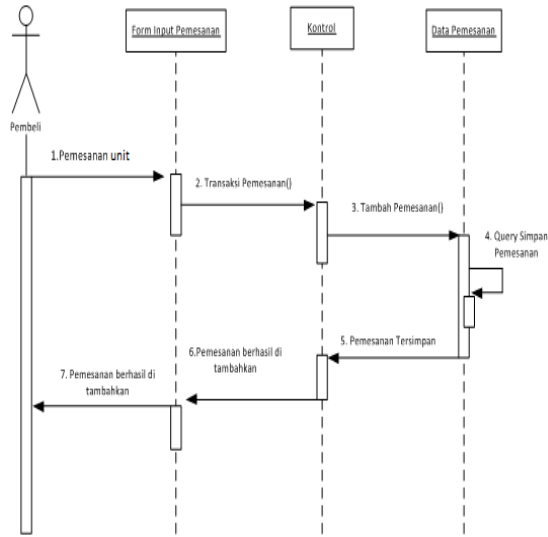 Form Input Pemesanan
Kontrol
Data Pemesanan
Pembeli
1.Pemesanan unit
2. Transaksi Pemesanan()
3. Tambah Pemesanan()
4. Query Simpan
Pemesanan
5. Pemesanan Tersimpan
6.Pemesanan berhasil di
tambahkan
7. Pemesanan berhasil di
tambahkan